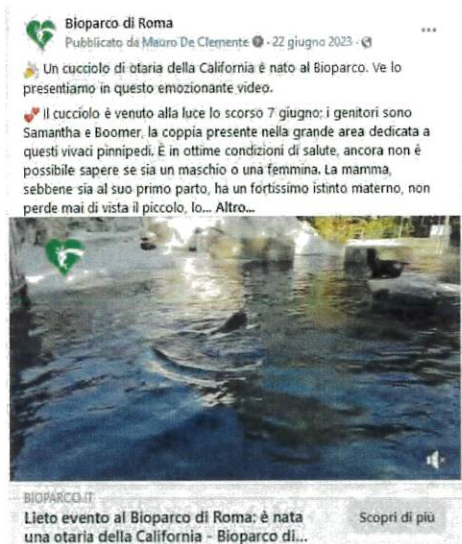 Bioparco di Roma
Pubblicato da Mauro De Clemente · 22 giugno 2023 ·
Un cucciolo di otaria della California è nato al Bioparco. Ve lo
presentiamo in questo emozionante video.
Il cucciolo è venuto alla luce lo scorso 7 giugno: i genitori sono
Samantha e Boomer, la coppia presente nella grande area dedicata a
questi vivaci pinnipedi. È in ottime condizioni di salute, ancora non è
possibile sapere se sia un maschio o una femmina. La mamma,
sebbene sia al suo primo parto, ha un fortissimo istinto materno, non
perde mai di vista il piccolo, lo... Altro...
BIOPARCO.IT
Lieto evento al Bioparco di Roma: è nata
una otaria della California - Bioparco di...
Scopri di più